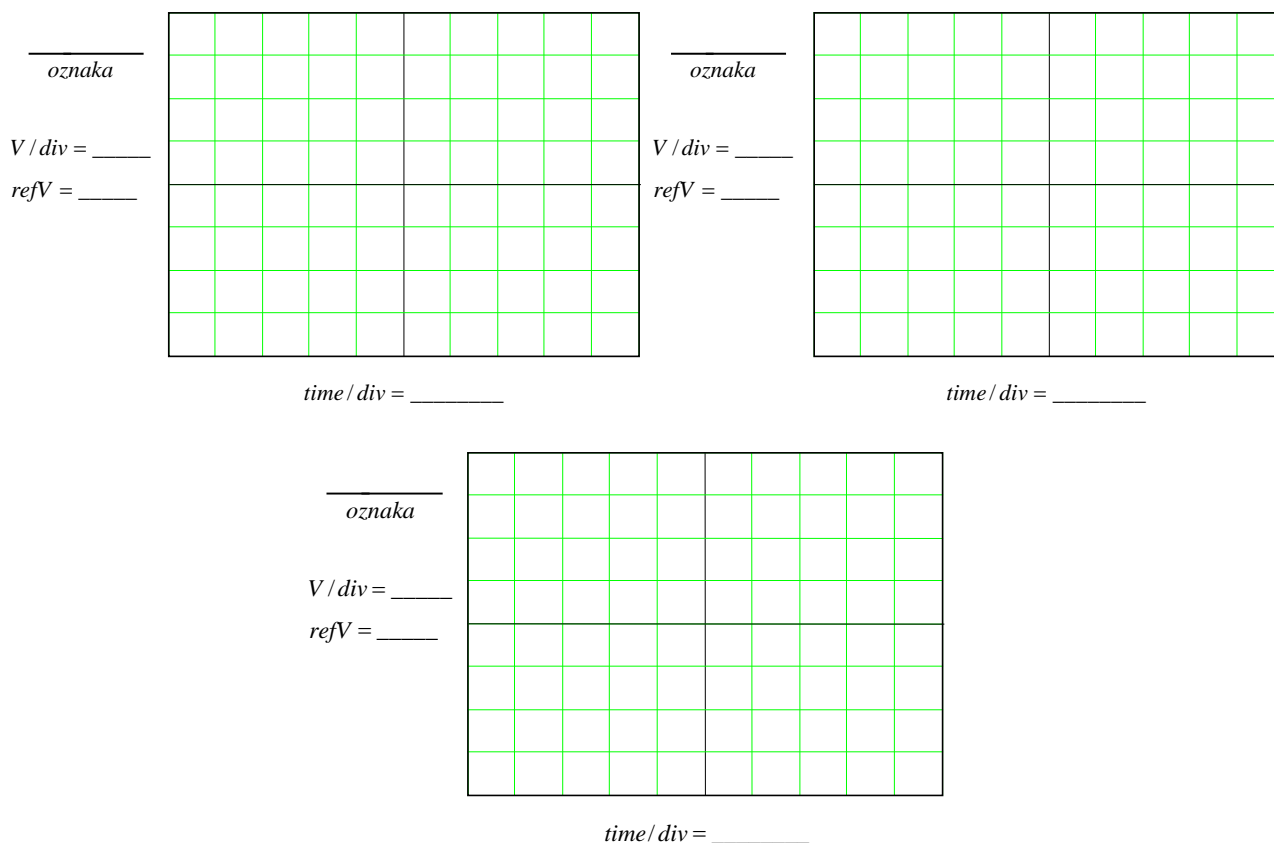 oznaka
V / div = _____
refV = _____
time / div = ________
oznaka
V / div = _____
refV = _____
time / div = ________
oznaka
V / div = _____
refV = _____
time / div = ________